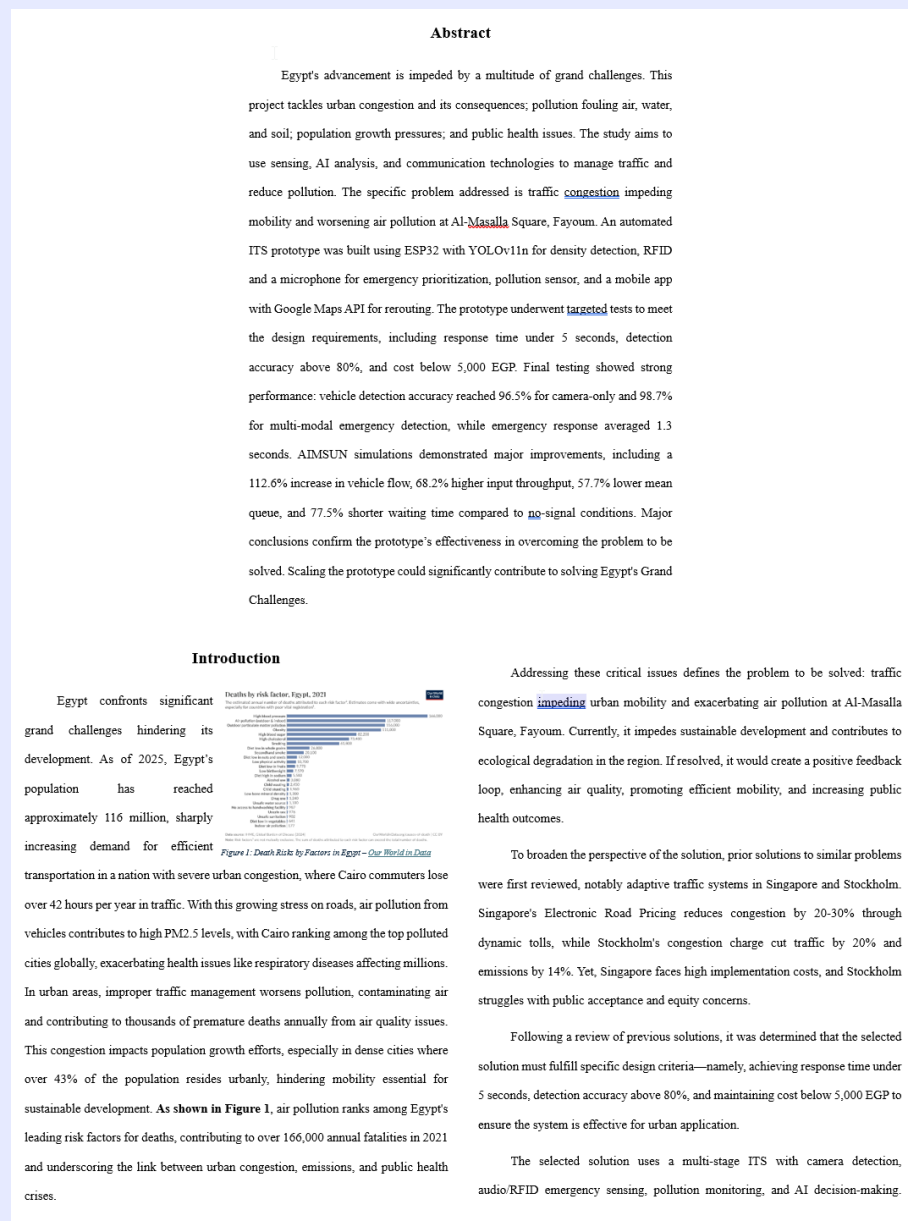 Abstract
Egypt's advancement is impeded by a multitude of grand challenges. This
project tackles urban congestion and its consequences; pollution fouling air, water,
and soil; population growth pressures; and public health issues. The study aims to
use sensing, AI analysis, and communication technologies to manage traffic and
reduce pollution. The specific problem addressed is traffic congestion impeding
mobility and worsening air pollution at Al-Masalla Square, Fayoum. An automated
ITS prototype was built using ESP32 with YOLOv11n for density detection, RFID
and a microphone for emergency prioritization, pollution sensor, and a mobile app
with Google Maps API for rerouting. The prototype underwent targeted tests to meet
the design requirements, including response time under 5 seconds, detection
accuracy above 80%, and cost below 5,000 EGP. Final testing showed strong
performance: vehicle detection accuracy reached 96.5% for camera-only and 98.7%
for multi-modal emergency detection, while emergency response averaged 1.3
seconds. AIMSUN simulations demonstrated major improvements, including a
112.6% increase in vehicle flow, 68.2% higher input throughput, 57.7% lower mean
queue, and 77.5% shorter waiting time compared to no-signal conditions. Major
conclusions confirm the prototype’s effectiveness in overcoming the problem to be
solved. Scaling the prototype could significantly contribute to solving Egypt's Grand
Challenges.
Introduction
Egypt confronts significant
grand challenges hindering its
development. As of 2025, Egypt’s
population has reached
approximately 116 million, sharply
increasing demand for efficient
Deaths by risk factor, Egypt, 2021
High blood pressure
Obesity
High blood sugar
High cholesterol
Smoking
Figure 1: Death Risks by Factors in Egypt – Our World in Data
transportation in a nation with severe urban congestion, where Cairo commuters lose
over 42 hours per year in traffic. With this growing stress on roads, air pollution from
vehicles contributes to high PM2.5 levels, with Cairo ranking among the top polluted
cities globally, exacerbating health issues like respiratory diseases affecting millions.
In urban areas, improper traffic management worsens pollution, contaminating air
and contributing to thousands of premature deaths annually from air quality issues.
This congestion impacts population growth efforts, especially in dense cities where
over 43% of the population resides urbanly, hindering mobility essential for
sustainable development. As shown in Figure 1, air pollution ranks among Egypt's
leading risk factors for deaths, contributing to over 166,000 annual fatalities in 2021
and underscoring the link between urban congestion, emissions, and public health
crises.
Addressing these critical issues defines the problem to be solved: traffic
congestion impeding urban mobility and exacerbating air pollution at Al-Masalla
Square, Fayoum. Currently, it impedes sustainable development and contributes to
ecological degradation in the region. If resolved, it would create a positive feedback
loop, enhancing air quality, promoting efficient mobility, and increasing public
health outcomes.
To broaden the perspective of the solution, prior solutions to similar problems
were first reviewed, notably adaptive traffic systems in Singapore and Stockholm.
Singapore's Electronic Road Pricing reduces congestion by 20-30% through
dynamic tolls, while Stockholm's congestion charge cut traffic by 20% and
emissions by 14%. Yet, Singapore faces high implementation costs, and Stockholm
struggles with public acceptance and equity concerns.
Following a review of previous solutions, it was determined that the selected
solution must fulfill specific design criteria—namely, achieving response time under
5 seconds, detection accuracy above 80%, and maintaining cost below 5,000 EGP to
ensure the system is effective for urban application.
The selected solution uses a multi-stage ITS with camera detection,
audio/RFID emergency sensing, pollution monitoring, and AI decision-making.